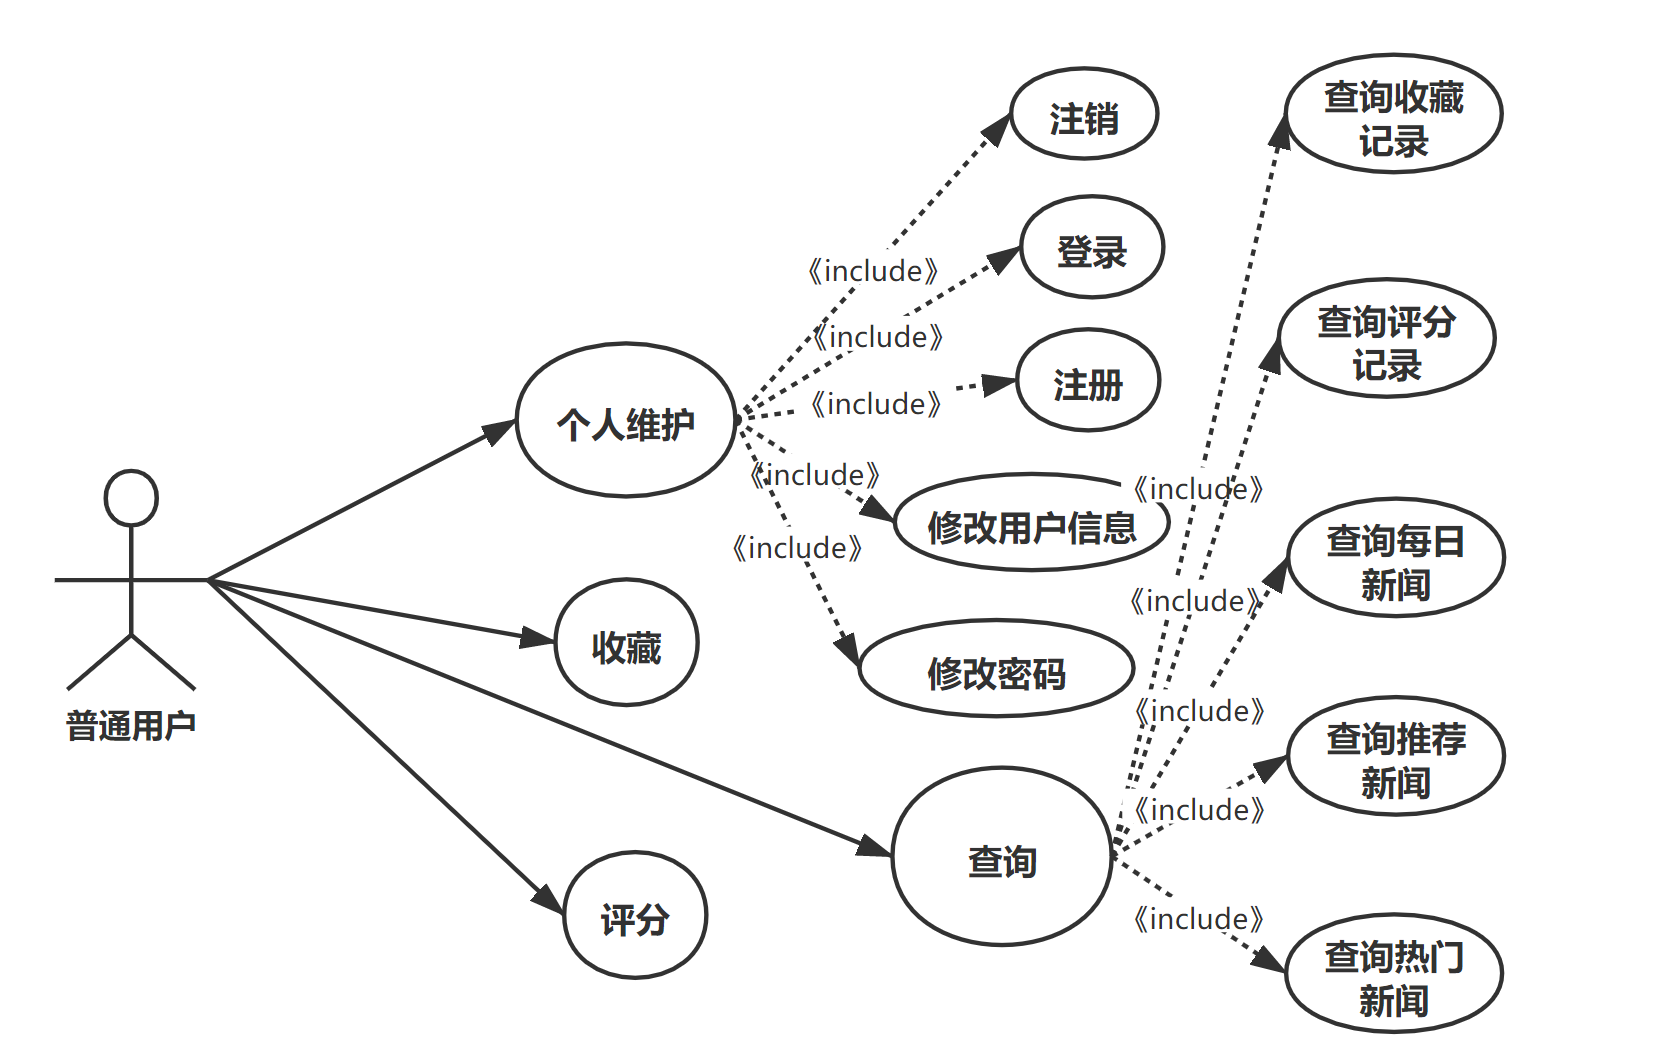 注销
登录
注册
修改用户信息
修改密码
个人维护
收藏
查询
评分
普通用户
查询收藏
记录
查询评分
记录
查询每日
新闻
查询推荐
新闻
查询热门
新闻
《include》
《include》
《include》
《include》
《include》
《include》
《include》
《include》
《include》
《include》